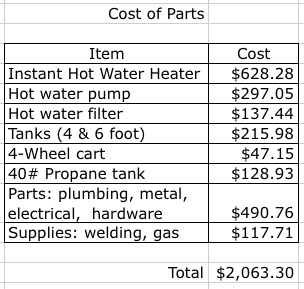 Cost of Parts
Item Cost
Instant Hot Water Heater $628.28
Hot water pump $297.05
Hot water filter $137.44
Tanks (4 & 6 foot) $215.98
4-Wheel cart $47.15
40# Propane tank $128.93
Parts: plumbing, metal,
electrical, hardware $490.76
Supplies: welding, gas $117.71
Total $2,063.30